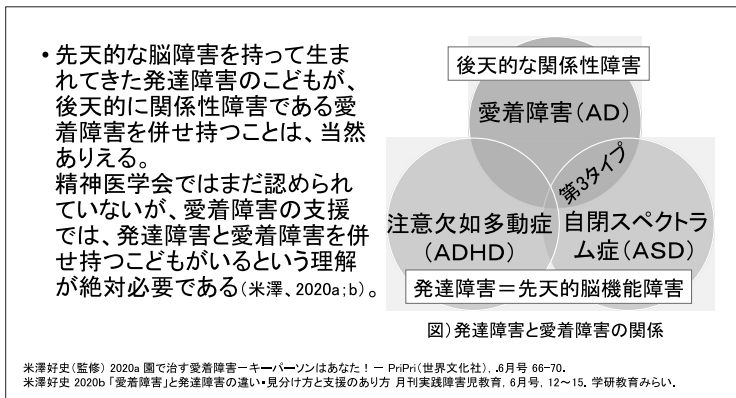 ・先天的な脳障害を持って生ま
れてきた発達障害のこどもが、
後天的に関係性障害である愛
着障害を併せ持つことは、当然
ありえる。
精神医学会ではまだ認められ
ていないが、愛着障害の支援
では、発達障害と愛着障害を併
せ持つこどもがいるという理解
が絶対必要である(米澤、2020a;b)。
後天的な関係性障害
愛着障害(AD)
第3タイプ
注意欠如多動症
(ADHD)
自閉スペクトラ
ム症(ASD)
発達障害=先天的脳機能障害
図)発達障害と愛着障害の関係
米澤好史(監修) 2020a 園で治す愛着障害-キーパーソンはあなた!- PriPri(世界文化社), .6月号 66-70.
米澤好史 2020b 「愛着障害」と発達障害の違い・見分け方と支援のあり方 月刊実践障害児教育, 6月号, 12~15. 学研教育みらい.